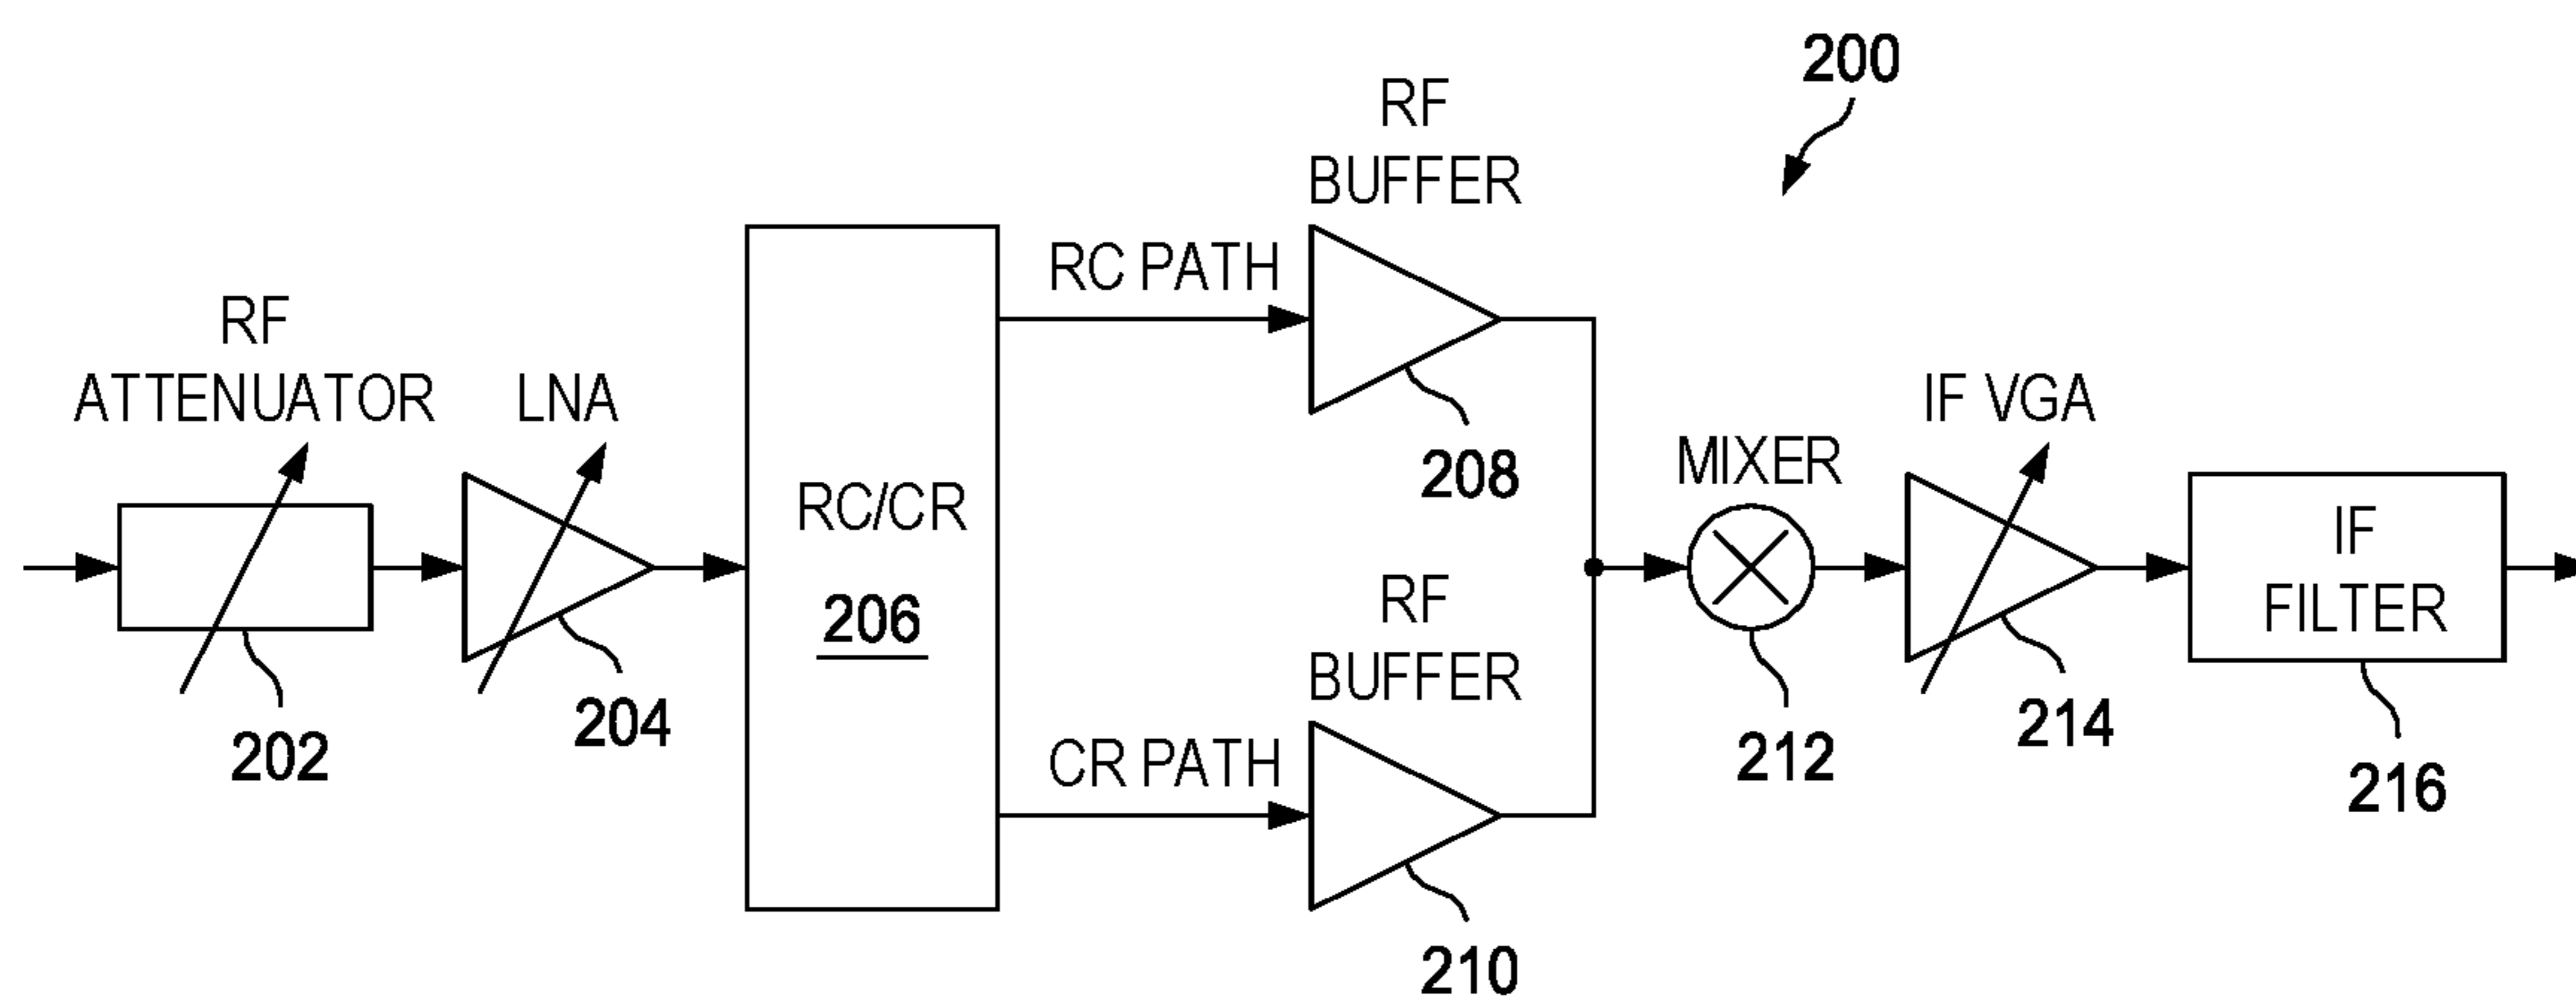 200
RF
BUFFER
RC PATH
RF
ATTENUATOR
LNA
208
RC/CR
206
MIXER
IF VGA
IF
FILTER
RF
BUFFER
CR PATH
202
204
212
214
216
210